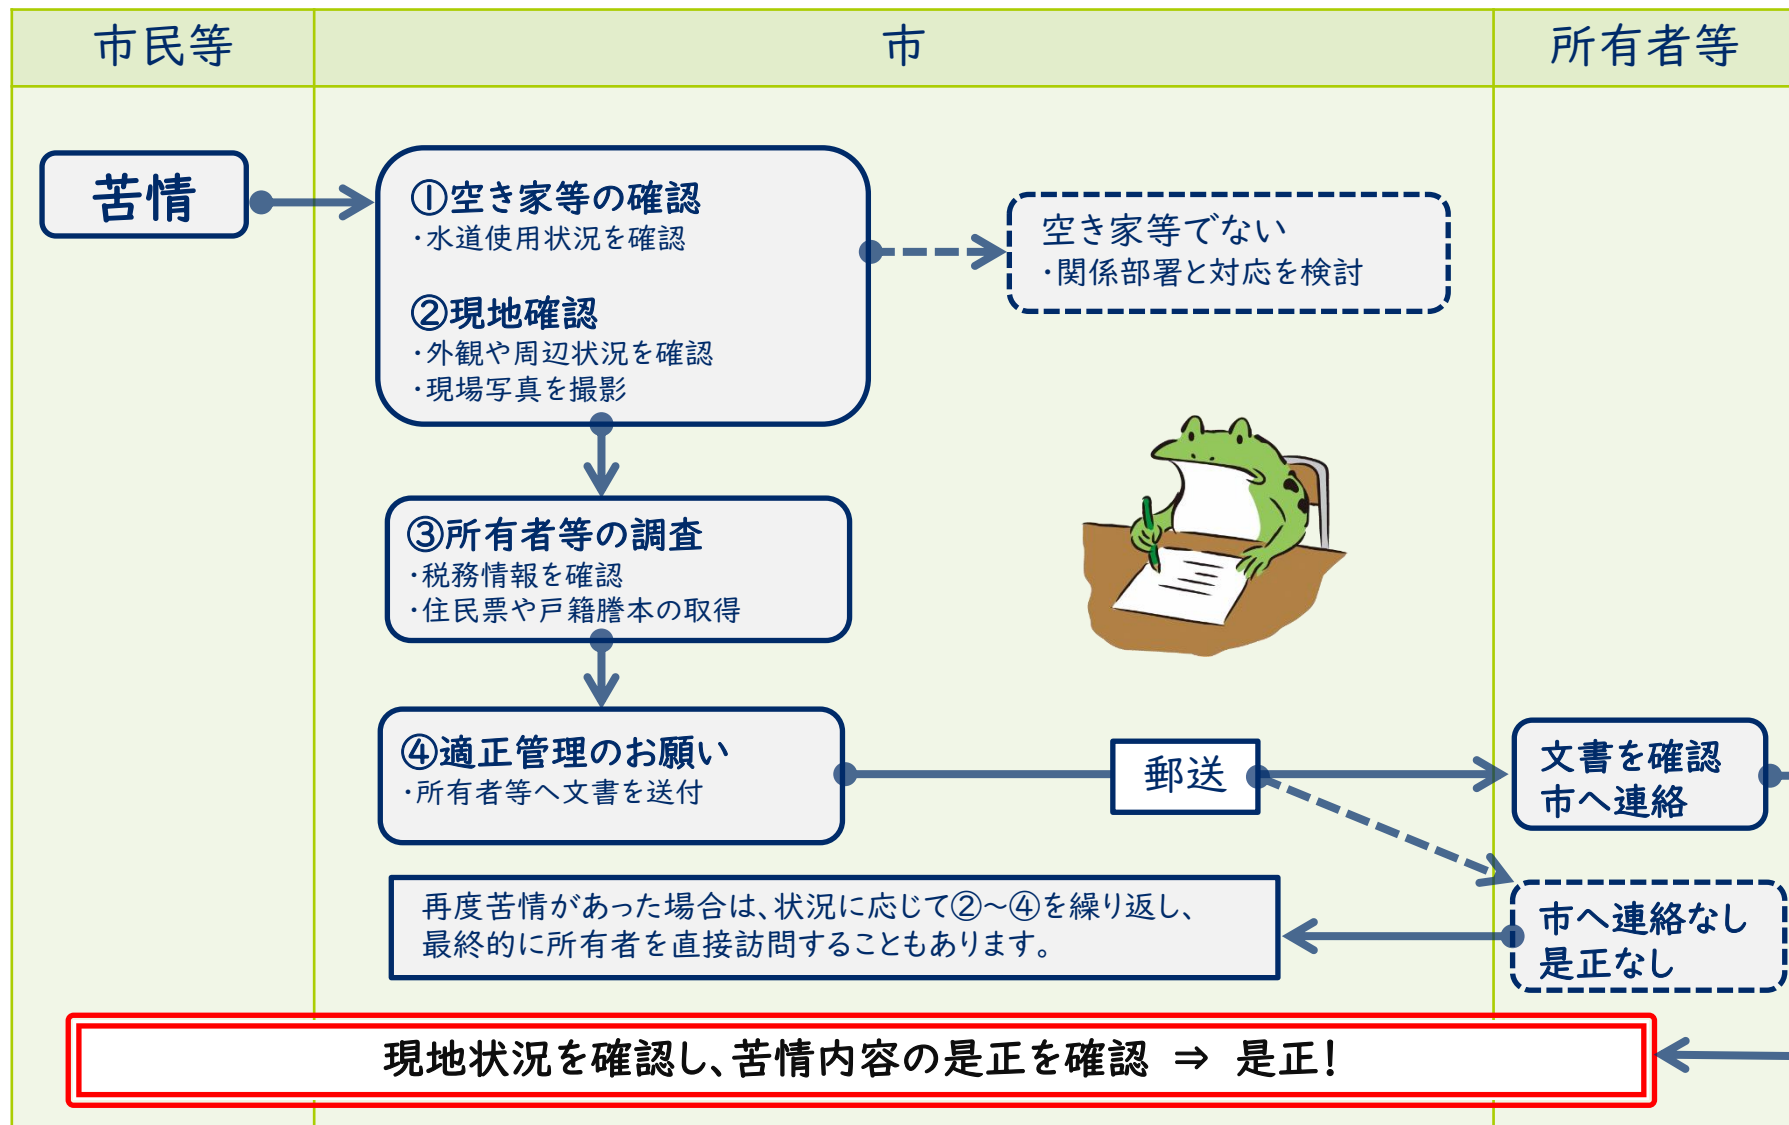 市民等
市
所有者等
苦情
①空き家等の確認
・水道使用状況を確認
②現地確認
・外観や周辺状況を確認
・現場写真を撮影
空き家等でない
・関係部署と対応を検討
③所有者等の調査
・税務情報を確認
・住民票や戸籍謄本の取得
④適正管理のお願い
・所有者等へ文書を送付
郵送
文書を確認
市へ連絡
市へ連絡なし
是正なし
再度苦情があった場合は、状況に応じて②～④を繰り返し、
最終的に所有者を直接訪問することもあります。
現地状況を確認し、苦情内容の是正を確認 ⇒ 是正！